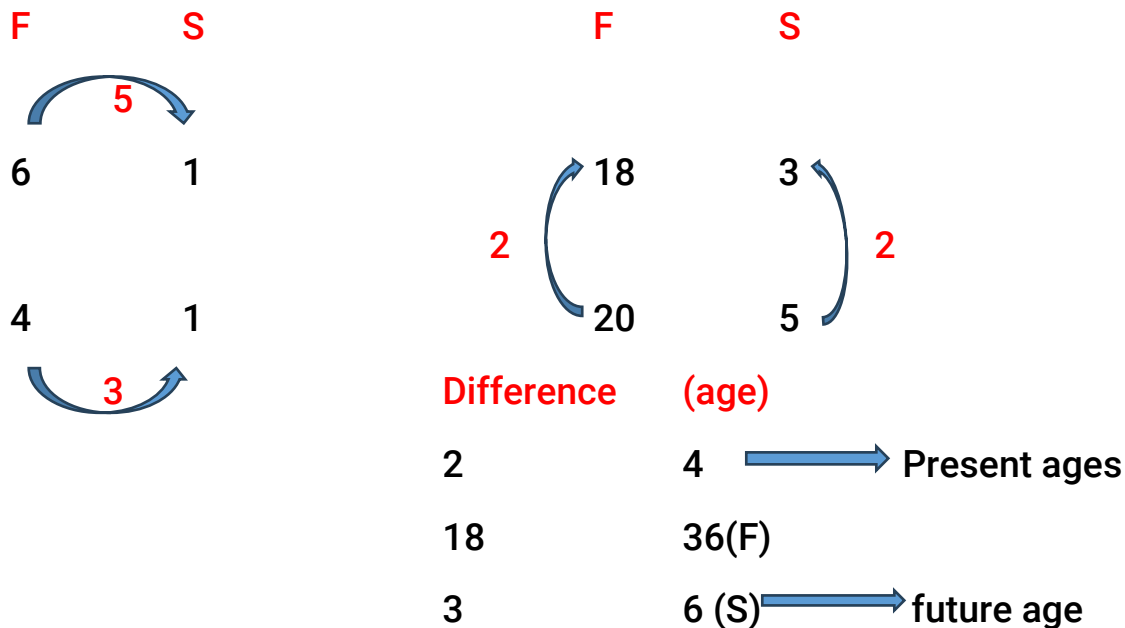 F S F S
5
6 1 18 3
2 2
4 1 20 5
3 Difference (age)
2 4 Present ages
18 36(F)
3 6 (S) future age